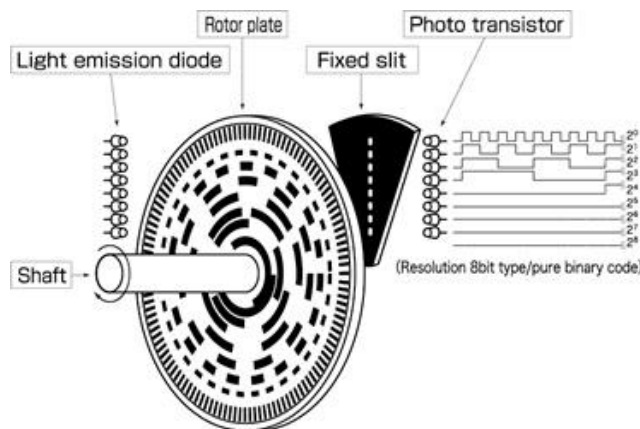 Rotor plate
Photo transistor
Light emission diode
Fixed slit
2⁰
2¹
2²
2³
2⁴
2⁵
2⁶
2⁷
2⁸
Shaft
(Resolution 8bit type/pure binary code)